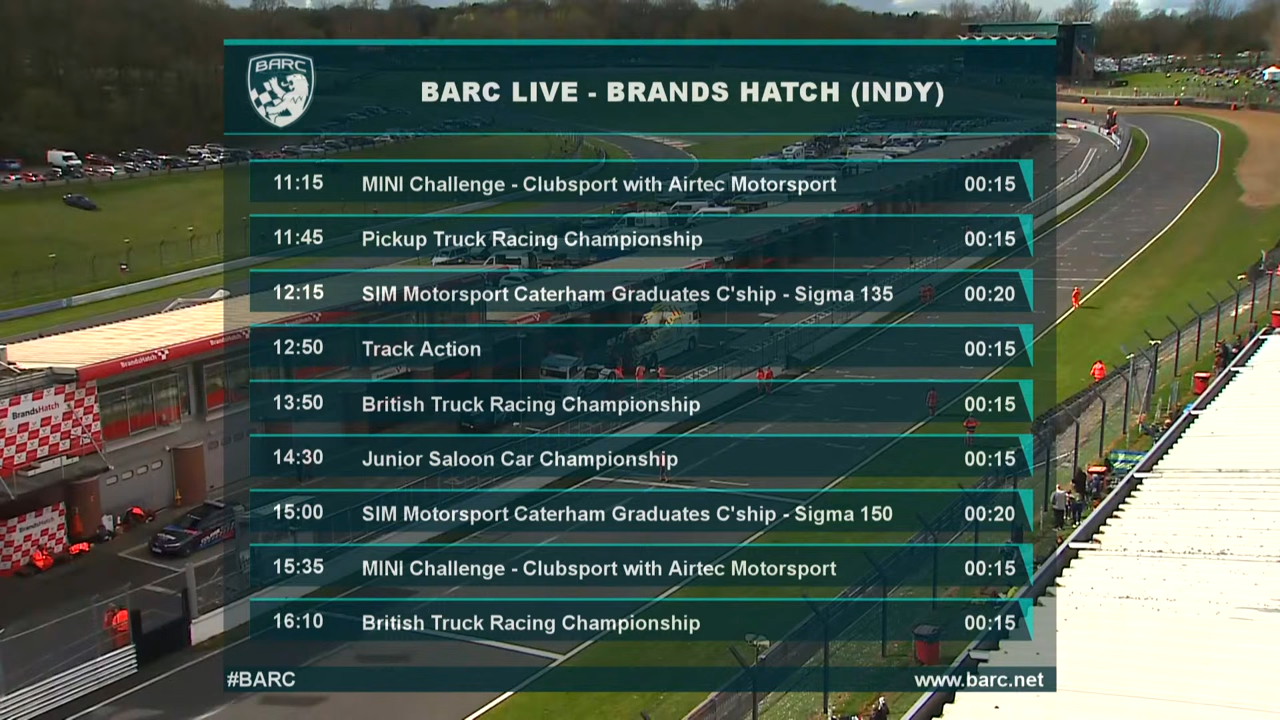 BARC
BARC LIVE - BRANDS HATCH (INDY)
11:15 MINI Challenge - Clubsport with Airtec Motorsport 00:15
11:45 Pickup Truck Racing Championship 00:15
12:15 SIM Motorsport Caterham Graduates C'ship - Sigma 135 00:20
12:50 Track Action 00:15
13:50 British Truck Racing Championship 00:15
14:30 Junior Saloon Car Championship 00:15
15:00 SIM Motorsport Caterham Graduates C'ship - Sigma 150 00:20
15:35 MINI Challenge - Clubsport with Airtec Motorsport 00:15
16:10 British Truck Racing Championship 00:15
#BARC www.barc.net
BrandsHatch
BrandsHatch
BrandsHatch
BrandsHatch